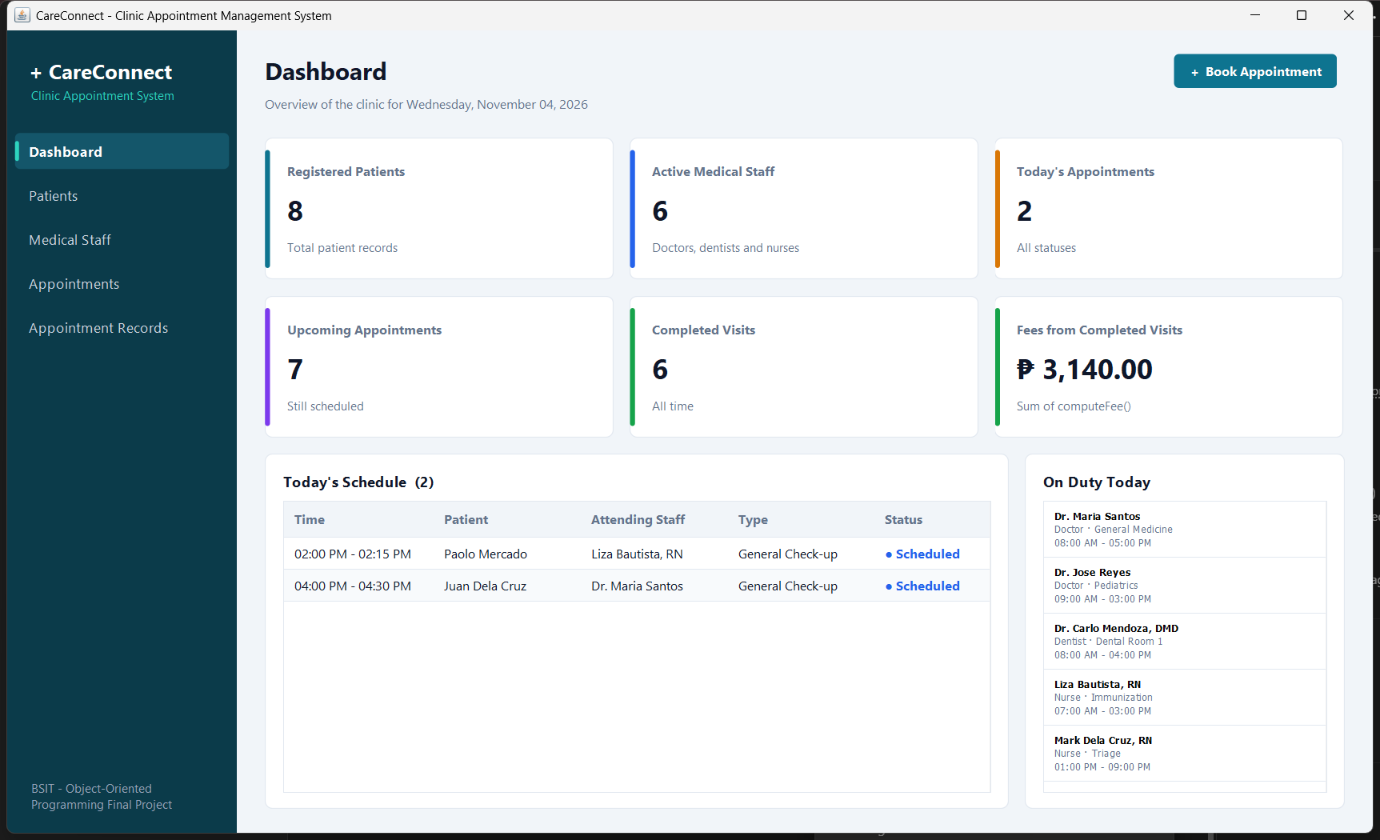 CareConnect - Clinic Appointment Management System
+ CareConnect
Clinic Appointment System
Dashboard
Patients
Medical Staff
Appointments
Appointment Records
BSIT - Object-Oriented
Programming Final Project
Dashboard
Overview of the clinic for Wednesday, November 04, 2026
+ Book Appointment
Registered Patients
8
Total patient records
Active Medical Staff
6
Doctors, dentists and nurses
Today's Appointments
2
All statuses
Upcoming Appointments
7
Still scheduled
Completed Visits
6
All time
Fees from Completed Visits
₱ 3,140.00
Sum of computeFee()
Today's Schedule (2)
Time Patient Attending Staff Type Status
02:00 PM - 02:15 PM Paolo Mercado Liza Bautista, RN General Check-up ● Scheduled
04:00 PM - 04:30 PM Juan Dela Cruz Dr. Maria Santos General Check-up ● Scheduled
On Duty Today
Dr. Maria Santos
Doctor · General Medicine
08:00 AM - 05:00 PM
Dr. Jose Reyes
Doctor · Pediatrics
09:00 AM - 03:00 PM
Dr. Carlo Mendoza, DMD
Dentist · Dental Room 1
08:00 AM - 04:00 PM
Liza Bautista, RN
Nurse · Immunization
07:00 AM - 03:00 PM
Mark Dela Cruz, RN
Nurse · Triage
01:00 PM - 09:00 PM